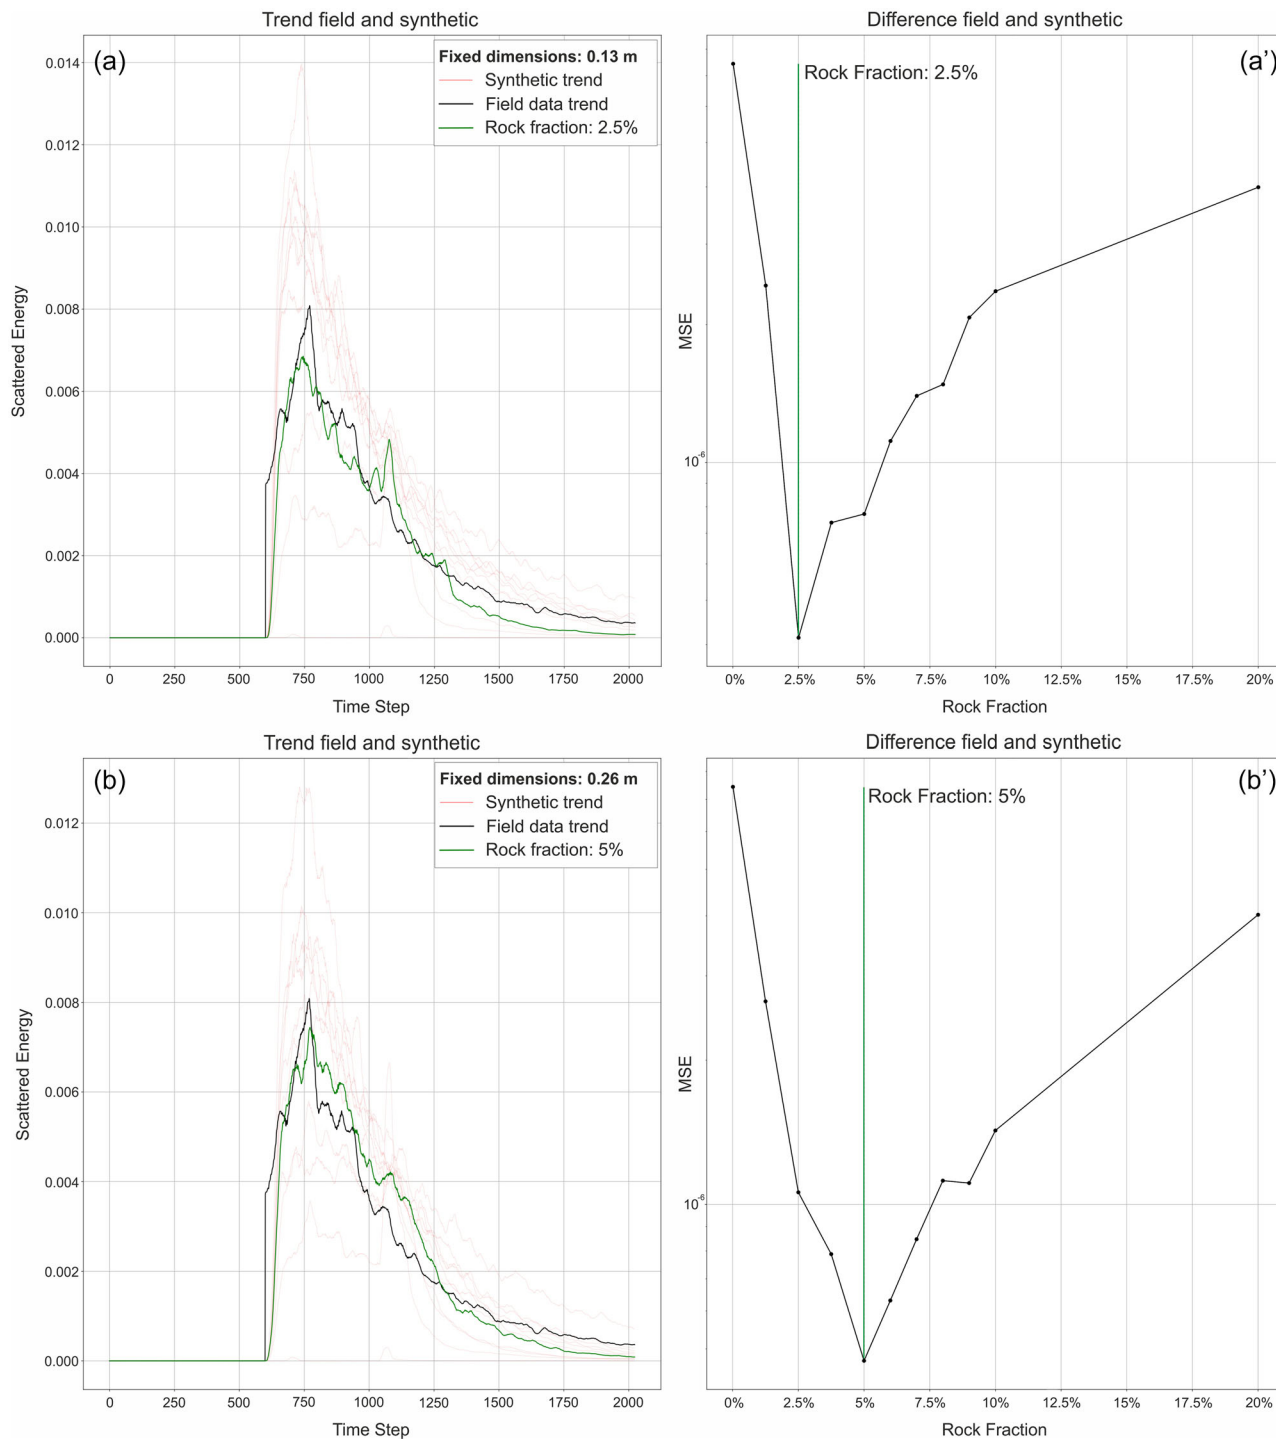 Trend field and synthetic
(a)
Fixed dimensions: 0.13 m
Synthetic trend
Field data trend
Rock fraction: 2.5%
Scattered Energy
0.014
0.012
0.010
0.008
0.006
0.004
0.002
0.000
0 250 500 750 1000 1250 1500 1750 2000
Time Step
Difference field and synthetic
(a')
Rock Fraction: 2.5%
MSE
10-6
0% 2.5% 5% 7.5% 10% 12.5% 15% 17.5% 20%
Rock Fraction
Trend field and synthetic
(b)
Fixed dimensions: 0.26 m
Synthetic trend
Field data trend
Rock fraction: 5%
Scattered Energy
0.012
0.010
0.008
0.006
0.004
0.002
0.000
0 250 500 750 1000 1250 1500 1750 2000
Time Step
Difference field and synthetic
(b')
Rock Fraction: 5%
MSE
10-6
0% 2.5% 5% 7.5% 10% 12.5% 15% 17.5% 20%
Rock Fraction